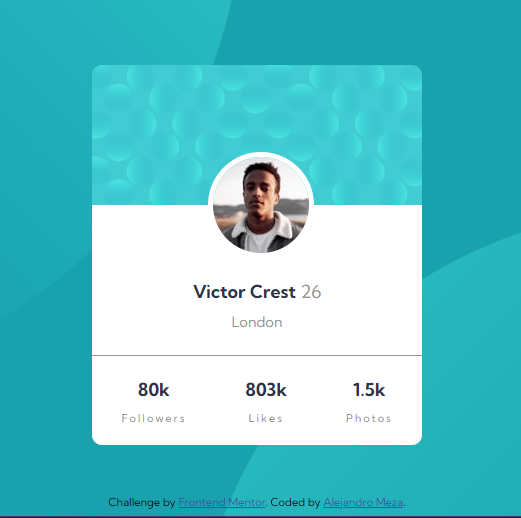 Victor Crest 26
London
80k 803k 1.5k
Followers Likes Photos
Challenge by Frontend Mentor. Coded by Alejandro Meza.